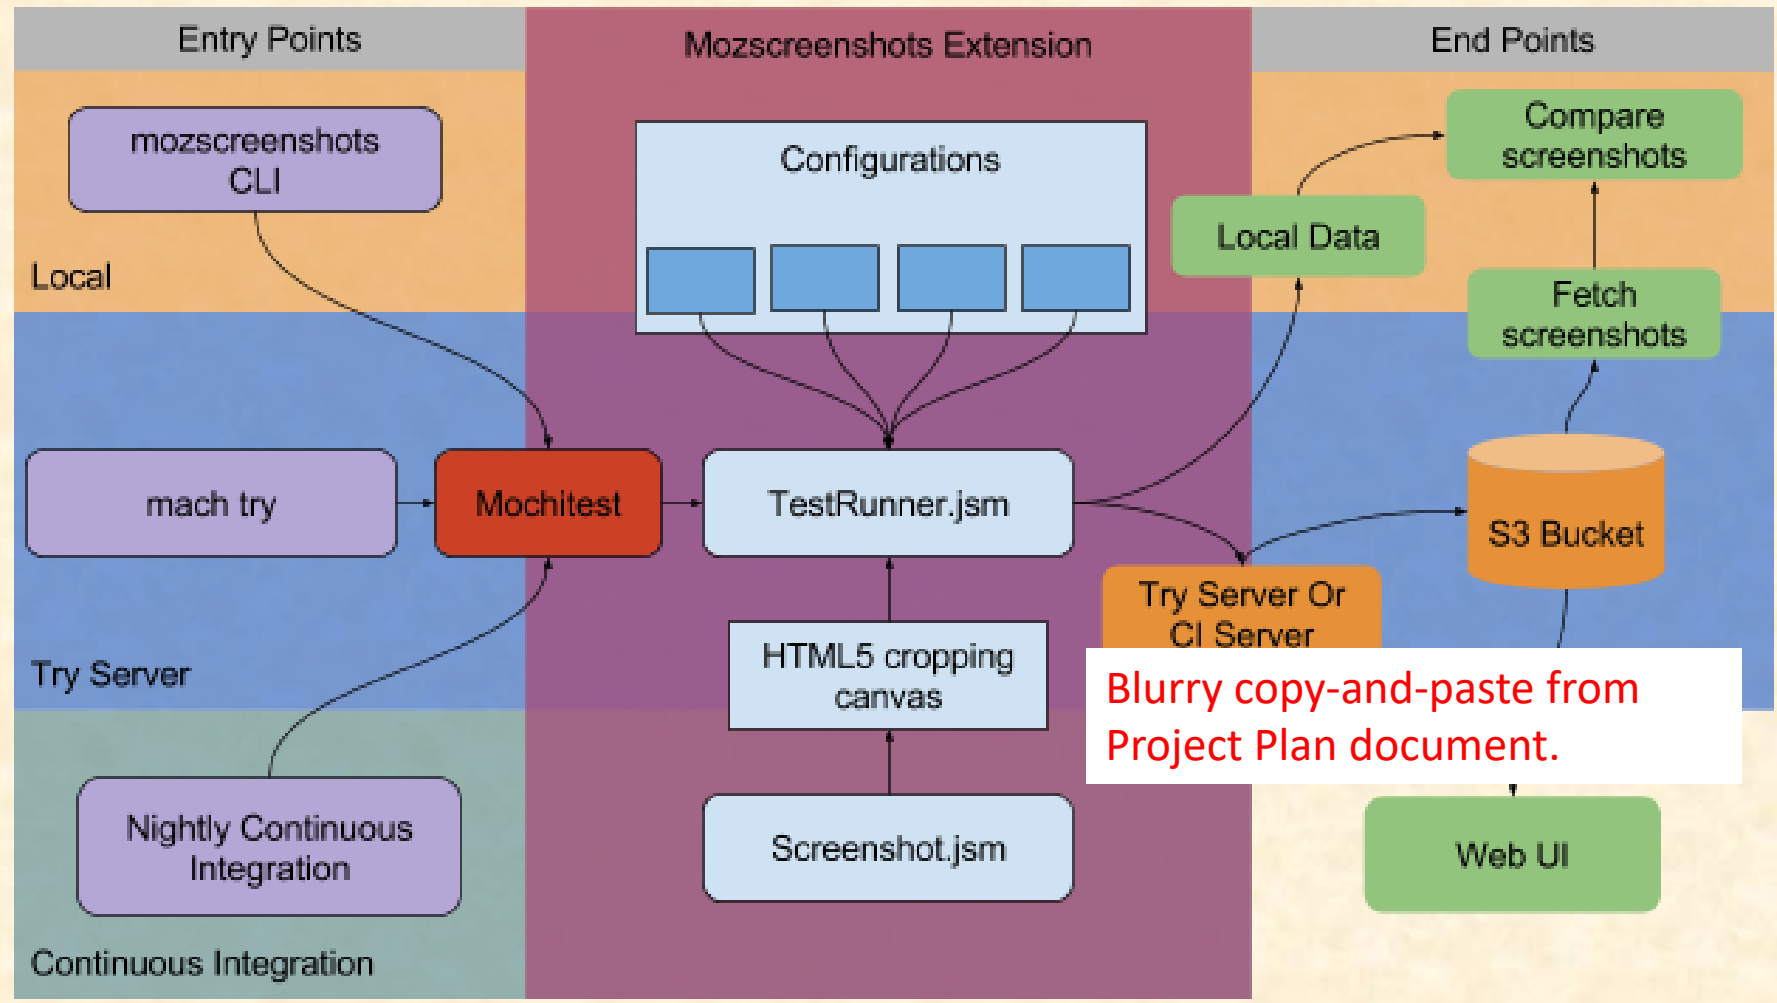 Entry Points
Mozscreenshots Extension
End Points
mozscreenshots
CLI
Local
Configurations
Compare
screenshots
Local Data
Fetch
screenshots
mach try
Mochitest
TestRunner.jsm
S3 Bucket
Try Server Or
CI Server
Try Server
HTML5 cropping
canvas
Blurry copy-and-paste from
Project Plan document.
Nightly Continuous
Integration
Screenshot.jsm
Web UI
Continuous Integration